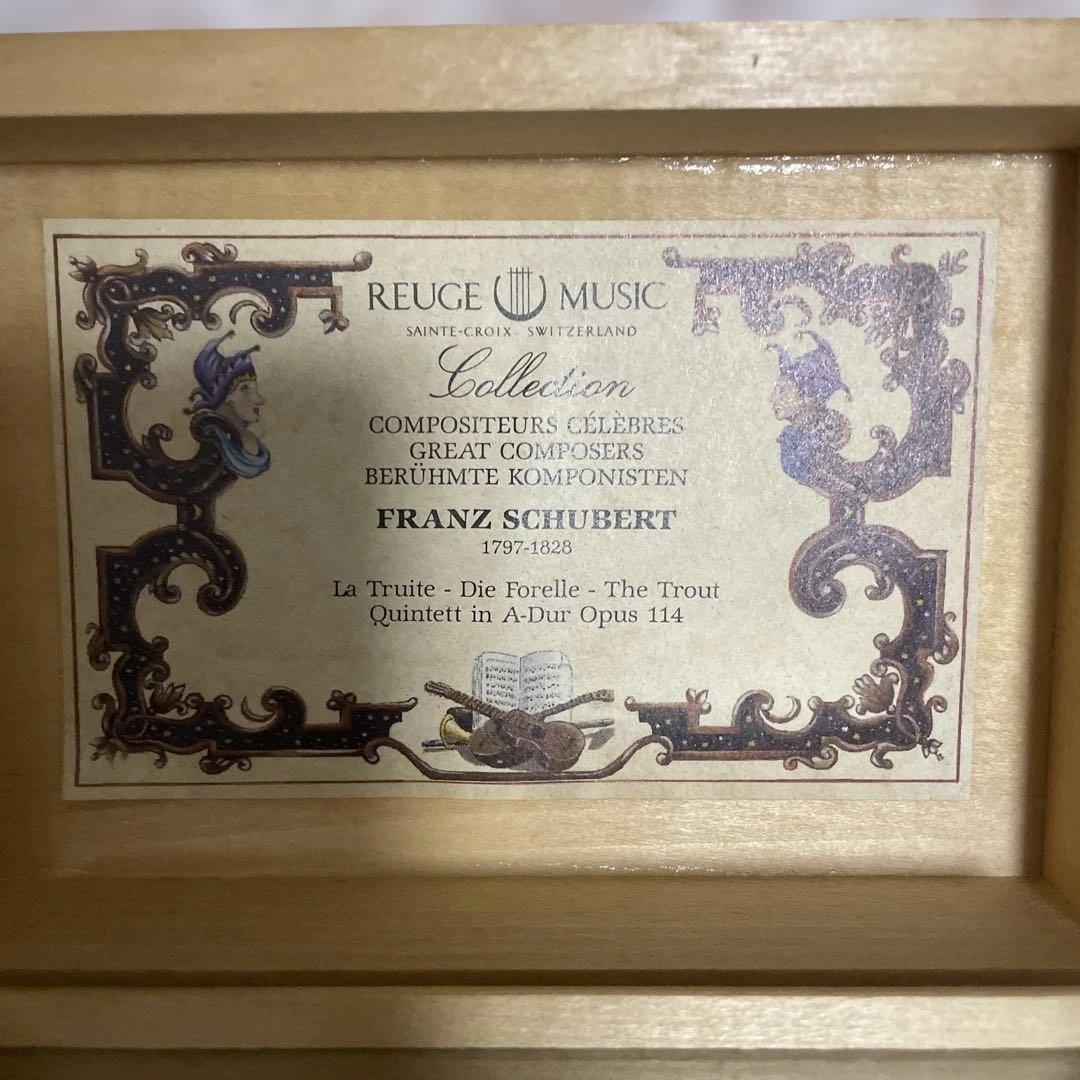 REUGE MUSIC
SAINTE-CROIX - SWITZERLAND
Collection
COMPOSITEURS CÉLÈBRES
GREAT COMPOSERS
BERÜHMTE KOMPONISTEN
FRANZ SCHUBERT
1797-1828
La Truite - Die Forelle - The Trout
Quintett in A-Dur Opus 114